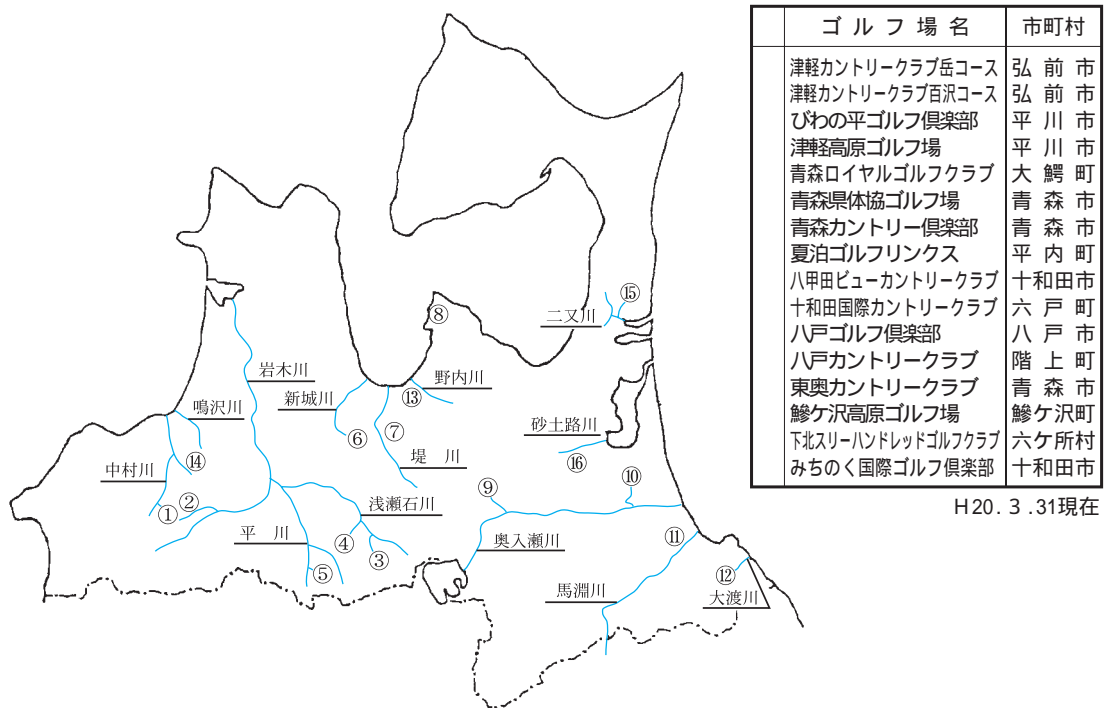 ゴルフ場名 市町村
津軽カントリークラブ岳コース 弘前市
津軽カントリークラブ百沢コース 弘前市
びわの平ゴルフ倶楽部 平川市
津軽高原ゴルフ場 平川市
青森ロイヤルゴルフクラブ 大鰐町
青森県体協ゴルフ場 青森市
青森カントリー倶楽部 青森市
夏泊ゴルフリンクス 平内町
八甲田ビューカントリークラブ 十和田市
十和田国際カントリークラブ 六戸町
八戸ゴルフ倶楽部 八戸市
八戸カントリークラブ 階上町
東奥カントリークラブ 青森市
鰺ケ沢高原ゴルフ場 鰺ケ沢町
下北スリーハンドレッドゴルフクラブ 六ケ所村
みちのく国際ゴルフ倶楽部 十和田市
H20.3.31現在
⑮
二又川
⑧
岩木川
野内川
新城川
⑬
鳴沢川
⑥
⑦
砂土路川
堤川
⑯
⑭
中村川
⑩
⑨
浅瀬石川
①
②
平川
④
③
奥入瀬川
⑪
⑤
⑫
馬淵川
大渡川